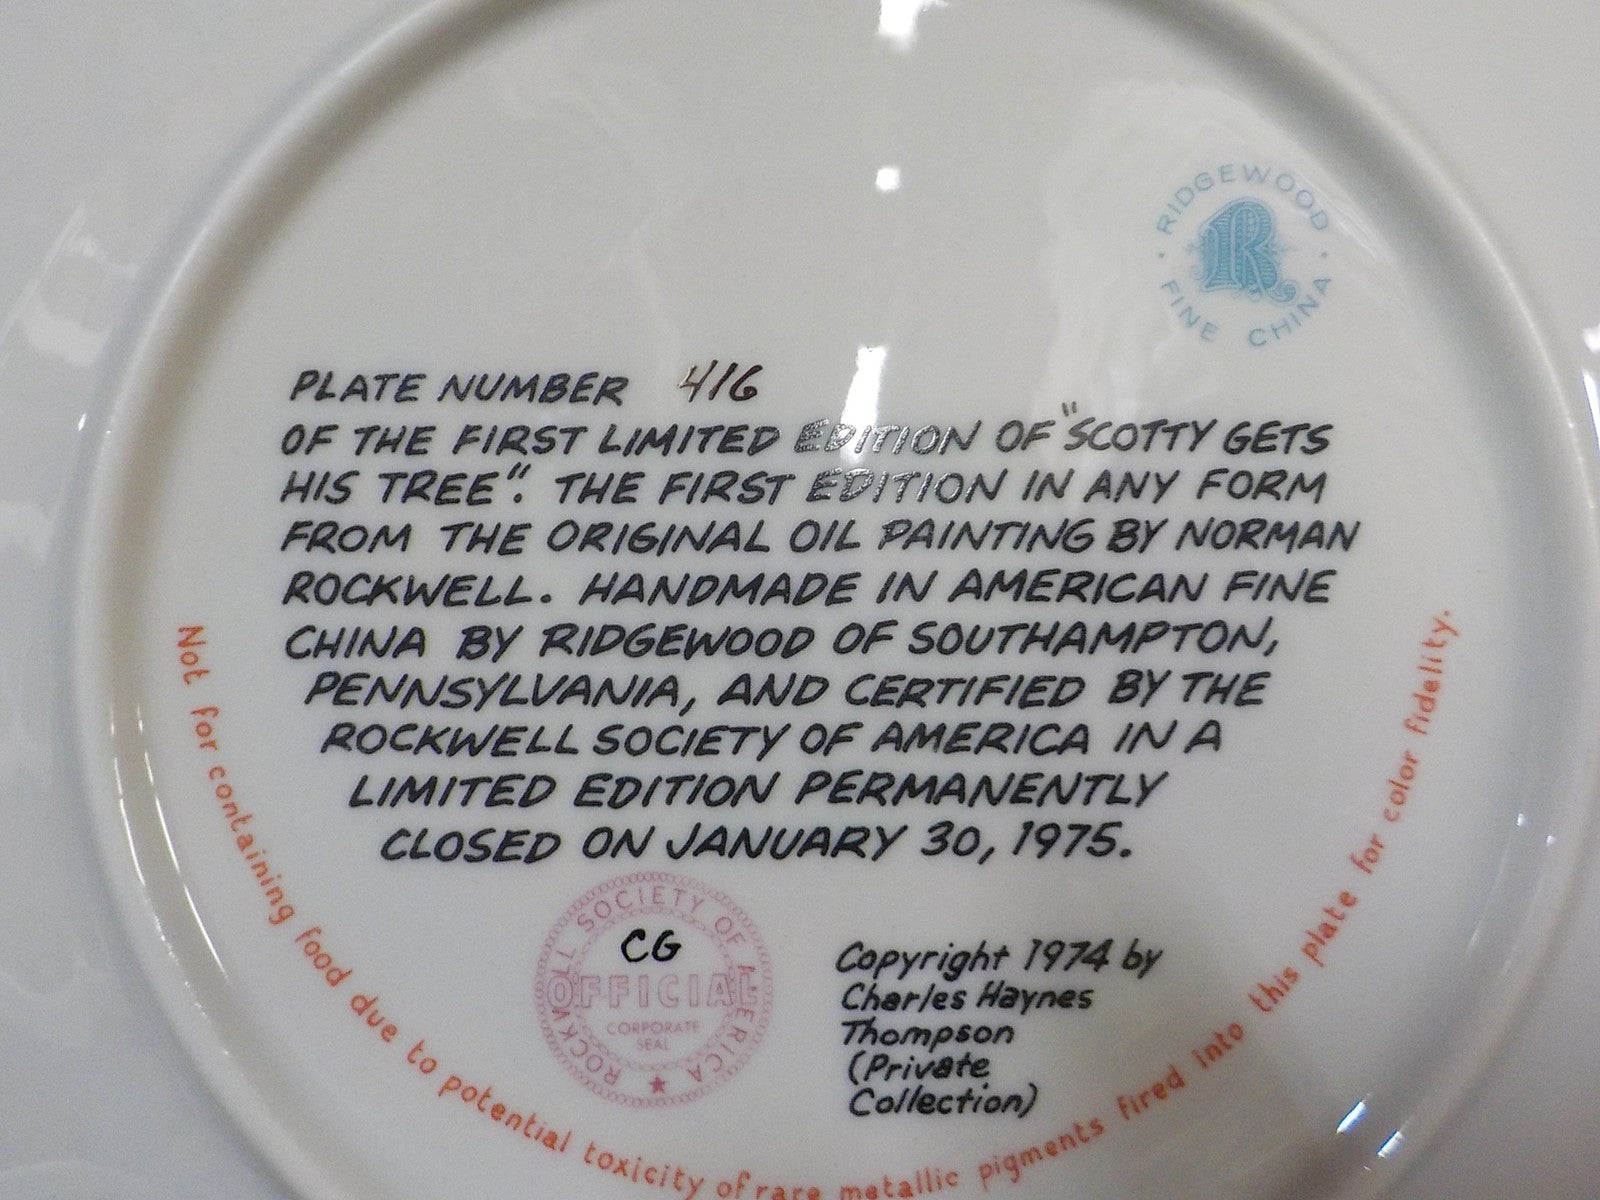 RIDGEWOOD
R
FINE CHINA
PLATE NUMBER 416
OF THE FIRST LIMITED EDITION OF "SCOTTY GETS
HIS TREE". THE FIRST EDITION IN ANY FORM
FROM THE ORIGINAL OIL PAINTING BY NORMAN
ROCKWELL. HANDMADE IN AMERICAN FINE
CHINA BY RIDGEWOOD OF SOUTHAMPTON,
PENNSYLVANIA, AND CERTIFIED BY THE
ROCKWELL SOCIETY OF AMERICA IN A
LIMITED EDITION PERMANENTLY
CLOSED ON JANUARY 30, 1975.
ROCKWELL SOCIETY OF AMERICA
CG
OFFICIAL
CORPORATE
SEAL
Copyright 1974 by
Charles Haynes
Thompson
(Private
Collection)
Not for containing food due to potential toxicity of rare metallic pigments fired into this plate for color fidelity.